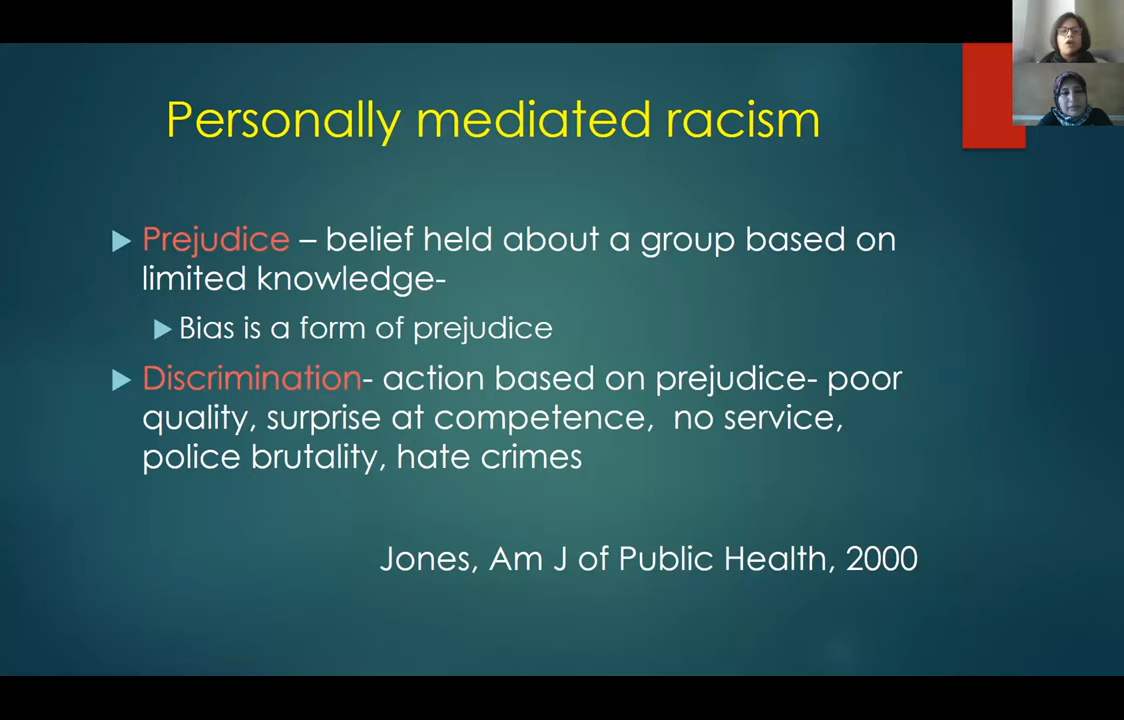 Personally mediated racism
Prejudice – belief held about a group based on
limited knowledge-
Bias is a form of prejudice
Discrimination- action based on prejudice- poor
quality, surprise at competence,  no service,
police brutality, hate crimes
Jones, Am J of Public Health, 2000